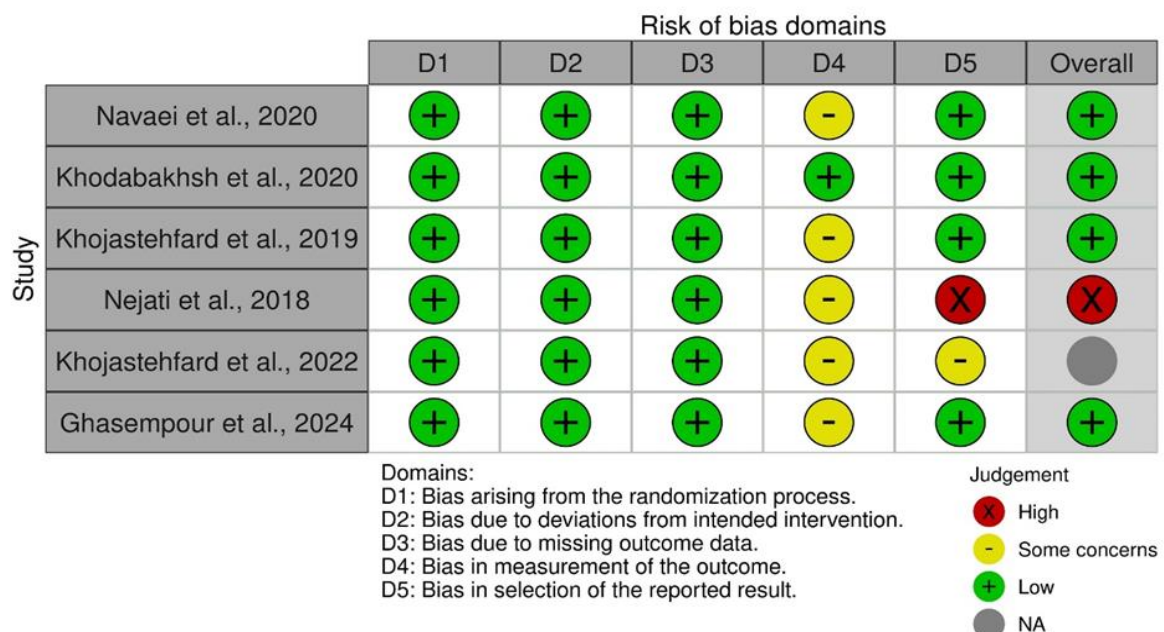 Risk of bias domains
D1 D2 D3 D4 D5 Overall
Study
Navaei et al., 2020 + + + - + +
Khodabakhsh et al., 2020 + + + + + +
Khojastehfard et al., 2019 + + + - + +
Nejati et al., 2018 + + + - X X
Khojastehfard et al., 2022 + + + - -
Ghasempour et al., 2024 + + + - + +
Domains:
D1: Bias arising from the randomization process.
D2: Bias due to deviations from intended intervention.
D3: Bias due to missing outcome data.
D4: Bias in measurement of the outcome.
D5: Bias in selection of the reported result.
Judgement
X High
- Some concerns
+ Low
NA